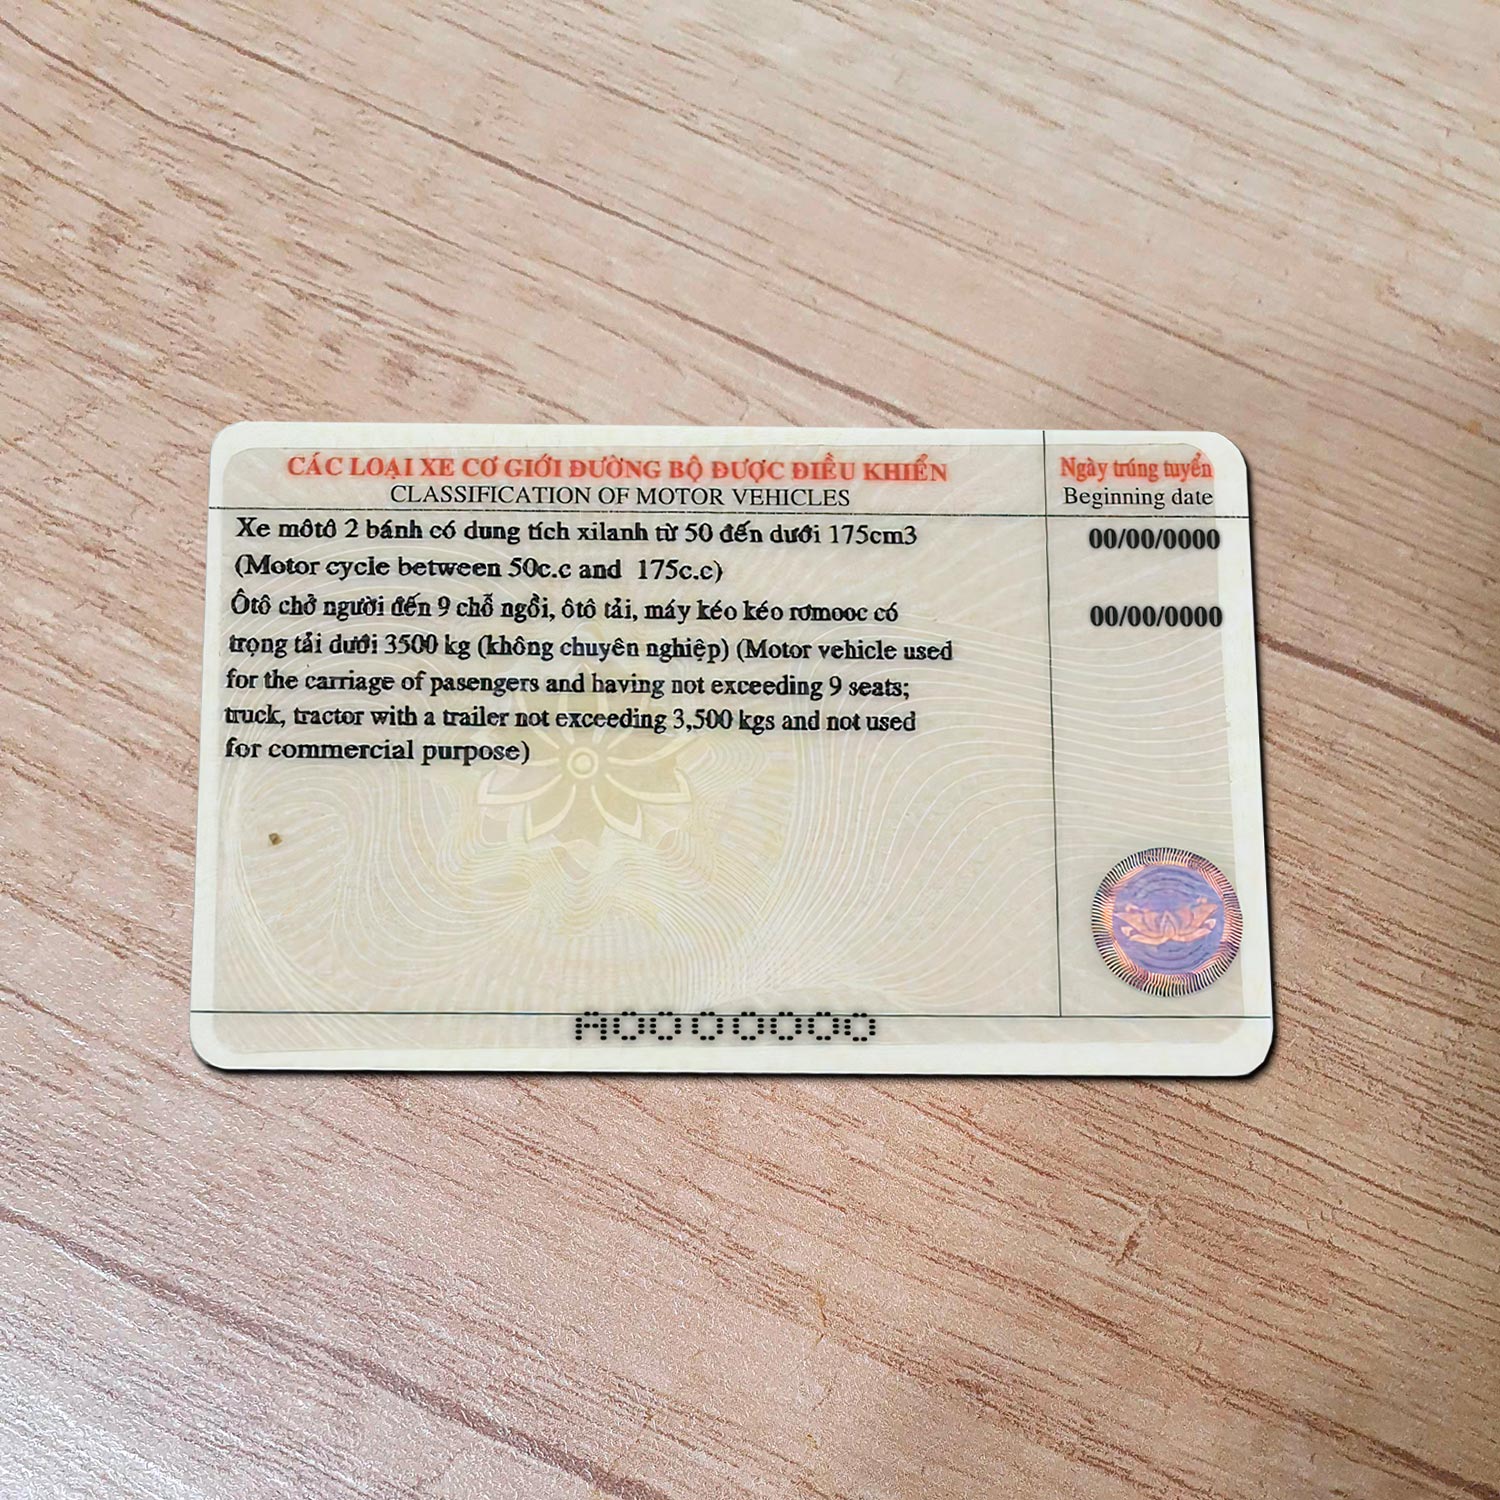 CÁC LOẠI XE CƠ GIỚI ĐƯỜNG BỘ ĐƯỢC ĐIỀU KHIỂN
CLASSIFICATION OF MOTOR VEHICLES
Ngày trúng tuyển
Beginning date
Xe môtô 2 bánh có dung tích xilanh từ 50 đến dưới 175cm3
00/00/0000
(Motor cycle between 50c.c and 175c.c)
Ôtô chở người đến 9 chỗ ngồi, ôtô tải, máy kéo kéo rơmooc có
00/00/0000
trọng tải dưới 3500 kg (không chuyên nghiệp) (Motor vehicle used
for the carriage of pasengers and having not exceeding 9 seats;
truck, tractor with a trailer not exceeding 3,500 kgs and not used
for commercial purpose)
A0000000